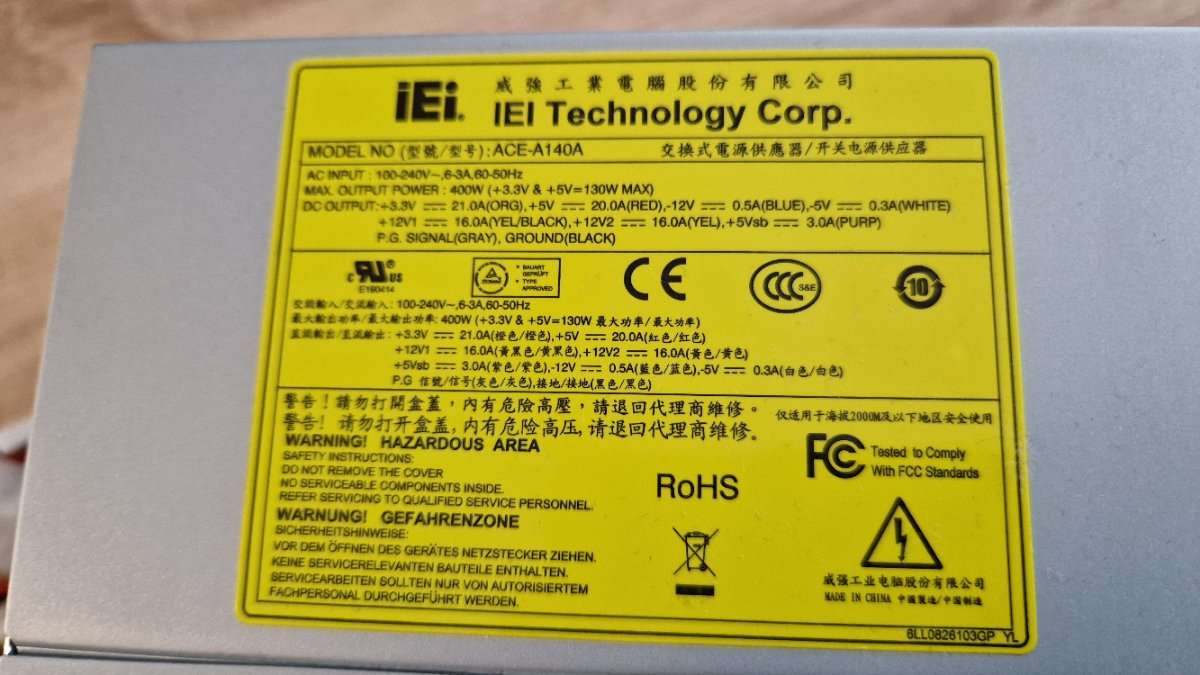 iEi®
威強工業電腦股份有限公司
IEI Technology Corp.
MODEL NO (型號/型号): ACE-A140A 交換式電源供應器/开关电源供应器
AC INPUT : 100-240V~,6-3A,60-50Hz
MAX. OUTPUT POWER : 400W (+3.3V & +5V=130W MAX)
DC OUTPUT:+3.3V ⎓ 21.0A(ORG),+5V ⎓ 20.0A(RED),-12V ⎓ 0.5A(BLUE),-5V ⎓ 0.3A(WHITE)
+12V1 ⎓ 16.0A(YEL/BLACK),+12V2 ⎓ 16.0A(YEL),+5Vsb ⎓ 3.0A(PURP)
P.G. SIGNAL(GRAY), GROUND(BLACK)
c RU® US
E190414
BAUART
GEPRÜFT
TYPE
APPROVED
CE
CCC S&E
10
交流輸入/交流输入: 100-240V~,6-3A,60-50Hz
最大輸出功率/最大输出功率: 400W (+3.3V & +5V=130W 最大功率/最大功率)
直流輸出/直流输出: +3.3V ⎓ 21.0A(橙色/橙色),+5V ⎓ 20.0A(紅色/红色)
+12V1 ⎓ 16.0A(黃黑色/黄黑色),+12V2 ⎓ 16.0A(黃色/黄色)
+5Vsb ⎓ 3.0A(紫色/紫色),-12V ⎓ 0.5A(藍色/蓝色),-5V ⎓ 0.3A(白色/白色)
P.G 信號/信号(灰色/灰色),接地/接地(黑色/黑色)
警告！請勿打開盒蓋，內有危險高壓，請退回代理商維修。
警告！请勿打开盒盖,内有危险高压,请退回代理商维修。
仅适用于海拔2000M及以下地区安全使用
WARNING! HAZARDOUS AREA
SAFETY INSTRUCTIONS:
DO NOT REMOVE THE COVER
NO SERVICEABLE COMPONENTS INSIDE.
REFER SERVICING TO QUALIFIED SERVICE PERSONNEL.
WARNUNG! GEFAHRENZONE
SICHERHEITSHINWEISE:
VOR DEM ÖFFNEN DES GERÄTES NETZSTECKER ZIEHEN.
KEINE SERVICERELEVANTEN BAUTEILE ENTHALTEN.
SERVICEARBEITEN SOLLTEN NUR VON AUTORISIERTEM
FACHPERSONAL DURCHGEFÜHRT WERDEN.
RoHS
FC Tested to Comply
With FCC Standards
威强工业电脑股份有限公司
MADE IN CHINA 中國製造/中国制造
6LL0826103GP YL